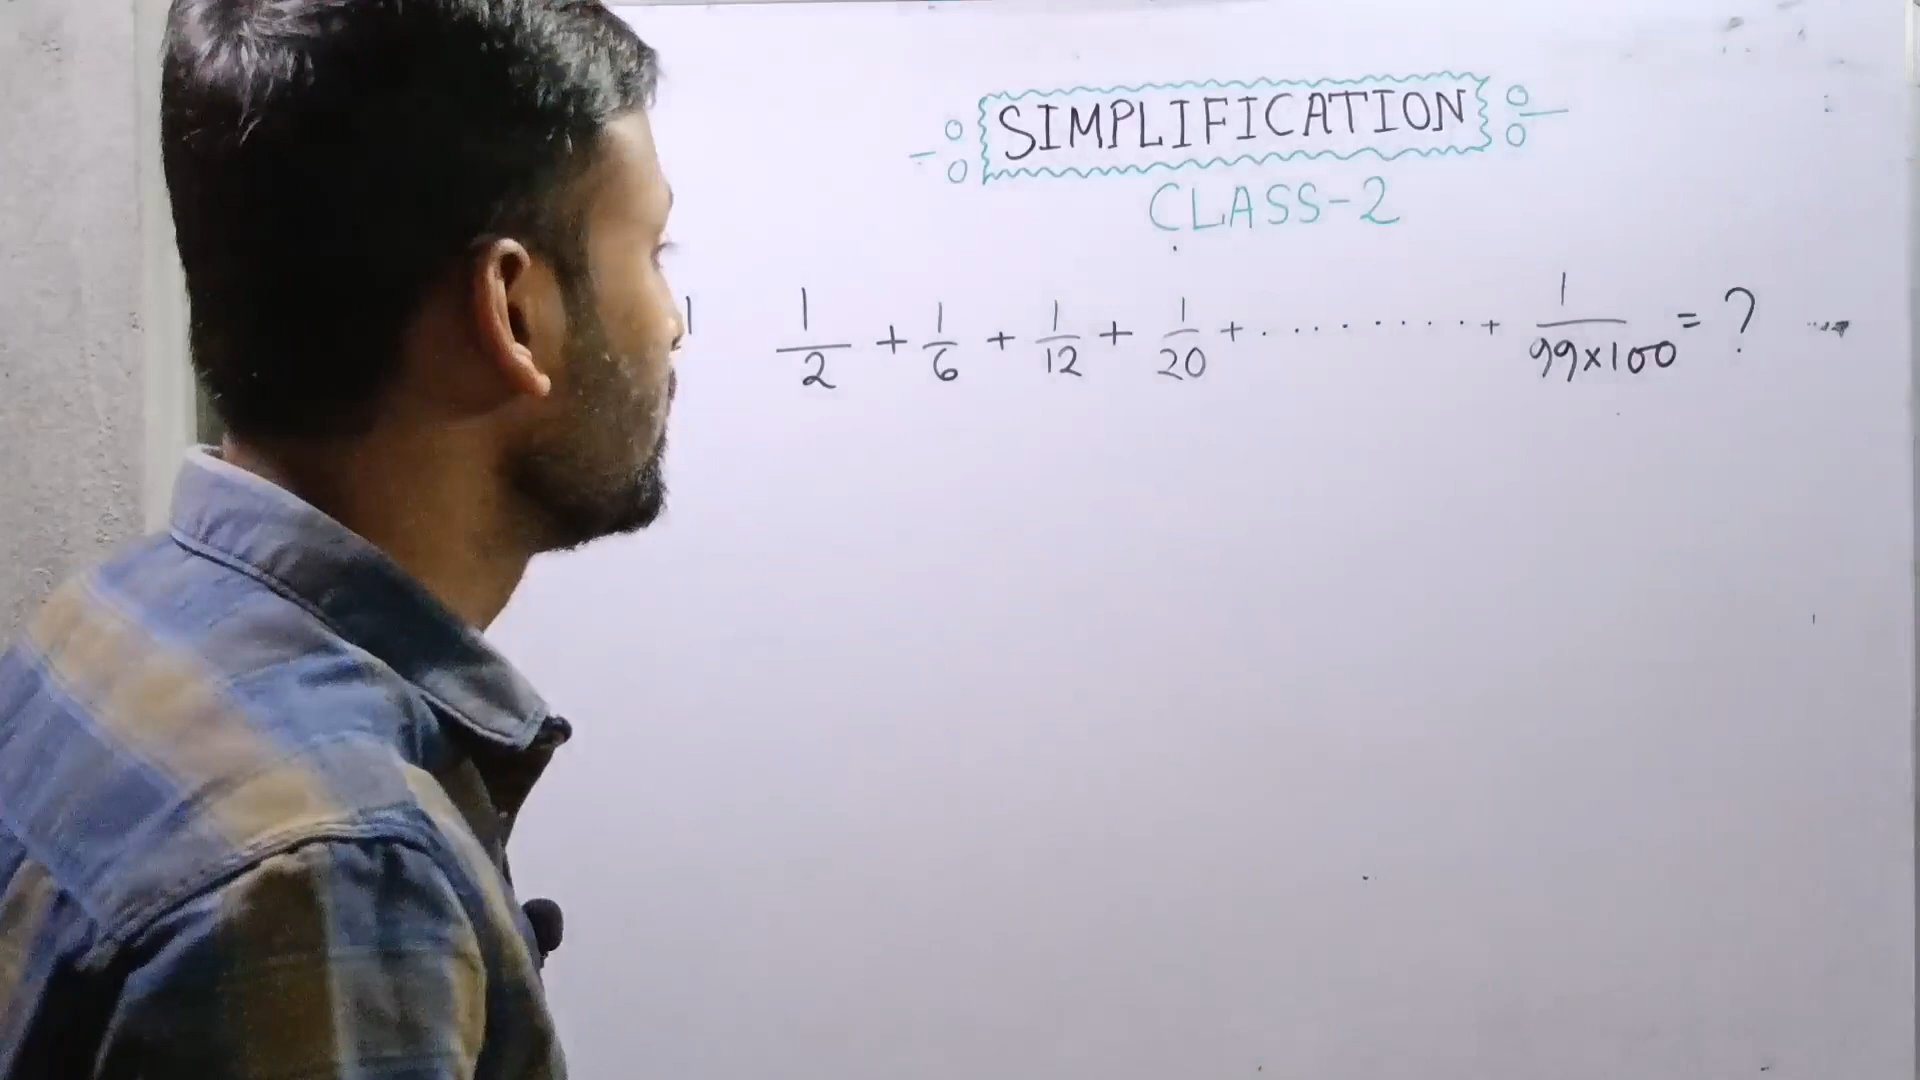 SIMPLIFICATION
CLASS-2
1/2 + 1/6 + 1/12 + 1/20 + ......... + 1/99×100 = ?